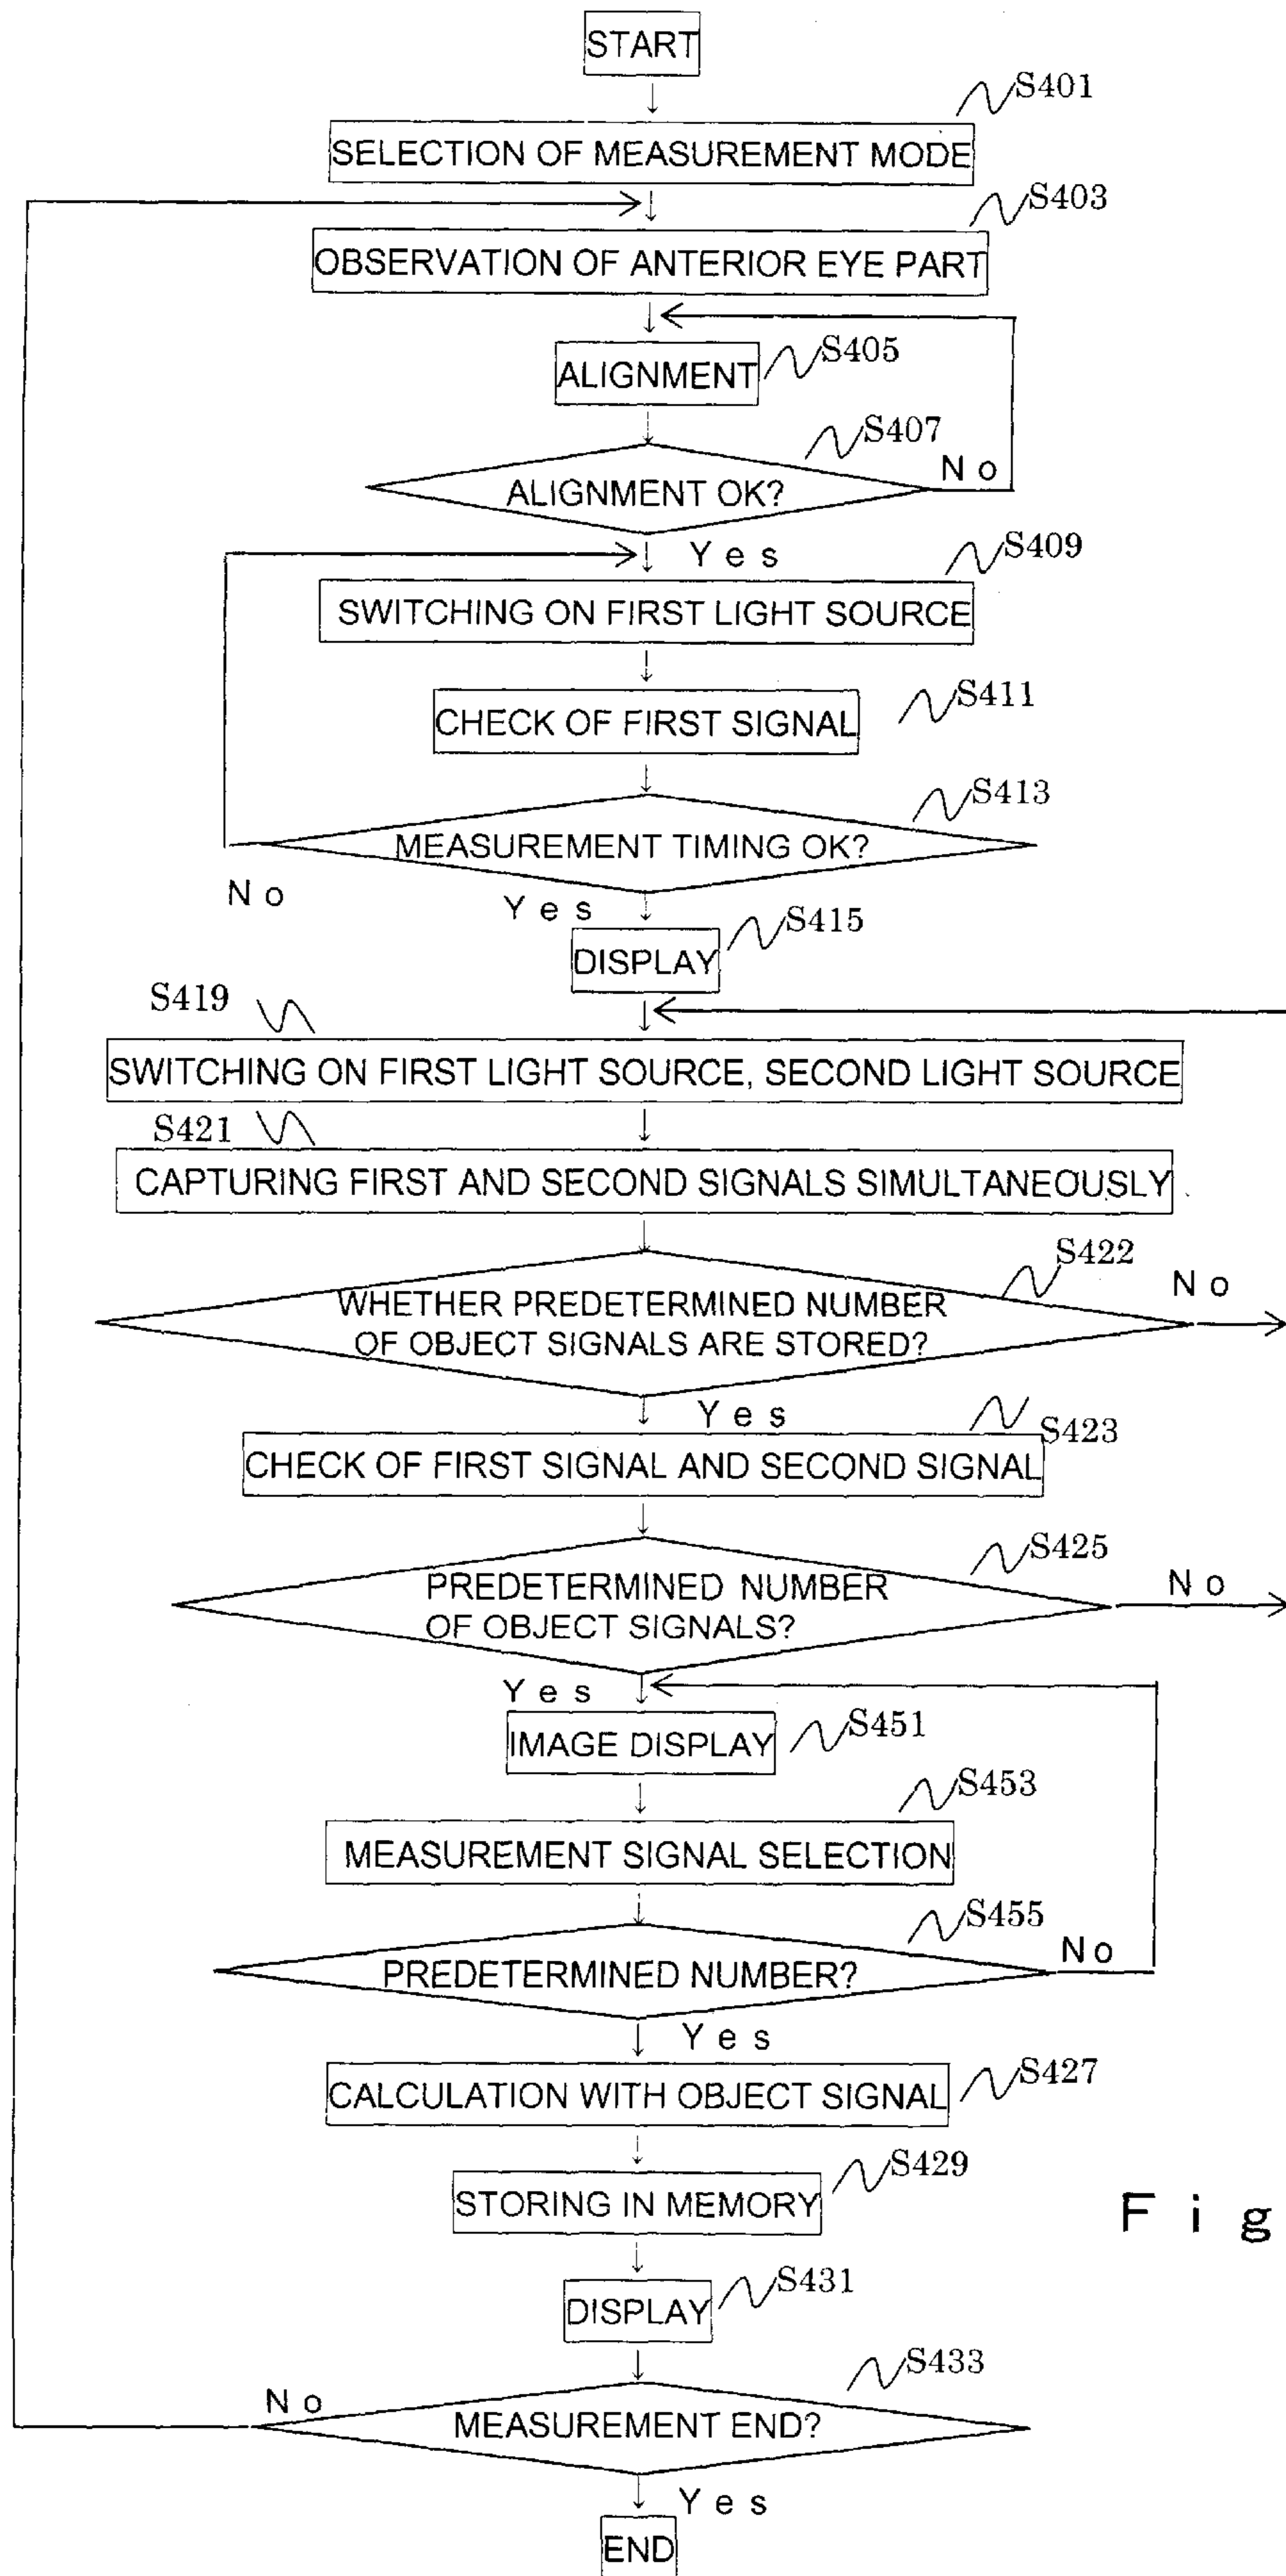 START
S401
SELECTION OF MEASUREMENT MODE
S403
OBSERVATION OF ANTERIOR EYE PART
S405
ALIGNMENT
S407
No
ALIGNMENT OK?
Yes
S409
SWITCHING ON FIRST LIGHT SOURCE
S411
CHECK OF FIRST SIGNAL
S413
MEASUREMENT TIMING OK?
No
Yes
S415
DISPLAY
S419
SWITCHING ON FIRST LIGHT SOURCE, SECOND LIGHT SOURCE
S421
CAPTURING FIRST AND SECOND SIGNALS SIMULTANEOUSLY
S422
No
WHETHER PREDETERMINED NUMBER
OF OBJECT SIGNALS ARE STORED?
Yes
S423
CHECK OF FIRST SIGNAL AND SECOND SIGNAL
S425
No
PREDETERMINED NUMBER
OF OBJECT SIGNALS?
Yes
S451
IMAGE DISPLAY
S453
MEASUREMENT SIGNAL SELECTION
S455
No
PREDETERMINED NUMBER?
Yes
S427
CALCULATION WITH OBJECT SIGNAL
S429
STORING IN MEMORY
Fig
S431
DISPLAY
S433
No
MEASUREMENT END?
Yes
END